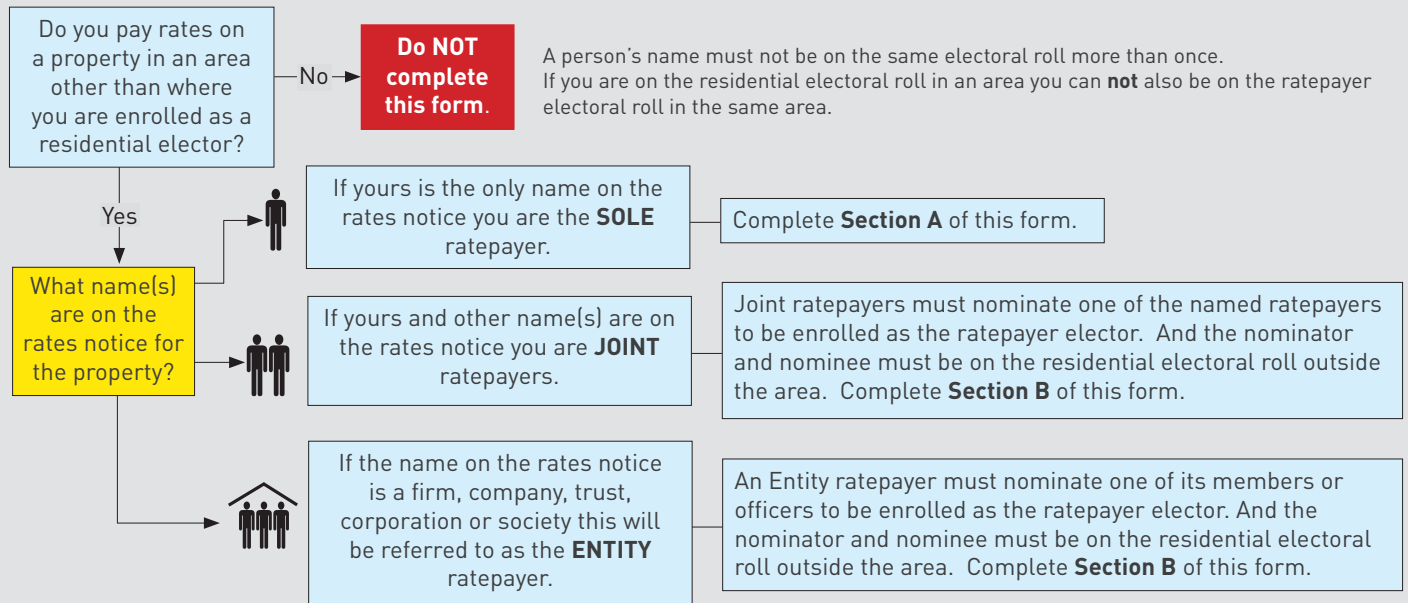 Do you pay rates on
a property in an area
other than where
you are enrolled as a
residential elector?
No
Do NOT
complete
this form.
A person's name must not be on the same electoral roll more than once.
If you are on the residential electoral roll in an area you can not also be on the ratepayer
electoral roll in the same area.
Yes
What name(s)
are on the
rates notice for
the property?
If yours is the only name on the
rates notice you are the SOLE
ratepayer.
Complete Section A of this form.
If yours and other name(s) are on
the rates notice you are JOINT
ratepayers.
Joint ratepayers must nominate one of the named ratepayers
to be enrolled as the ratepayer elector.  And the nominator
and nominee must be on the residential electoral roll outside
the area.  Complete Section B of this form.
If the name on the rates notice
is a firm, company, trust,
corporation or society this will
be referred to as the ENTITY
ratepayer.
An Entity ratepayer must nominate one of its members or
officers to be enrolled as the ratepayer elector. And the
nominator and nominee must be on the residential electoral
roll outside the area.  Complete Section B of this form.